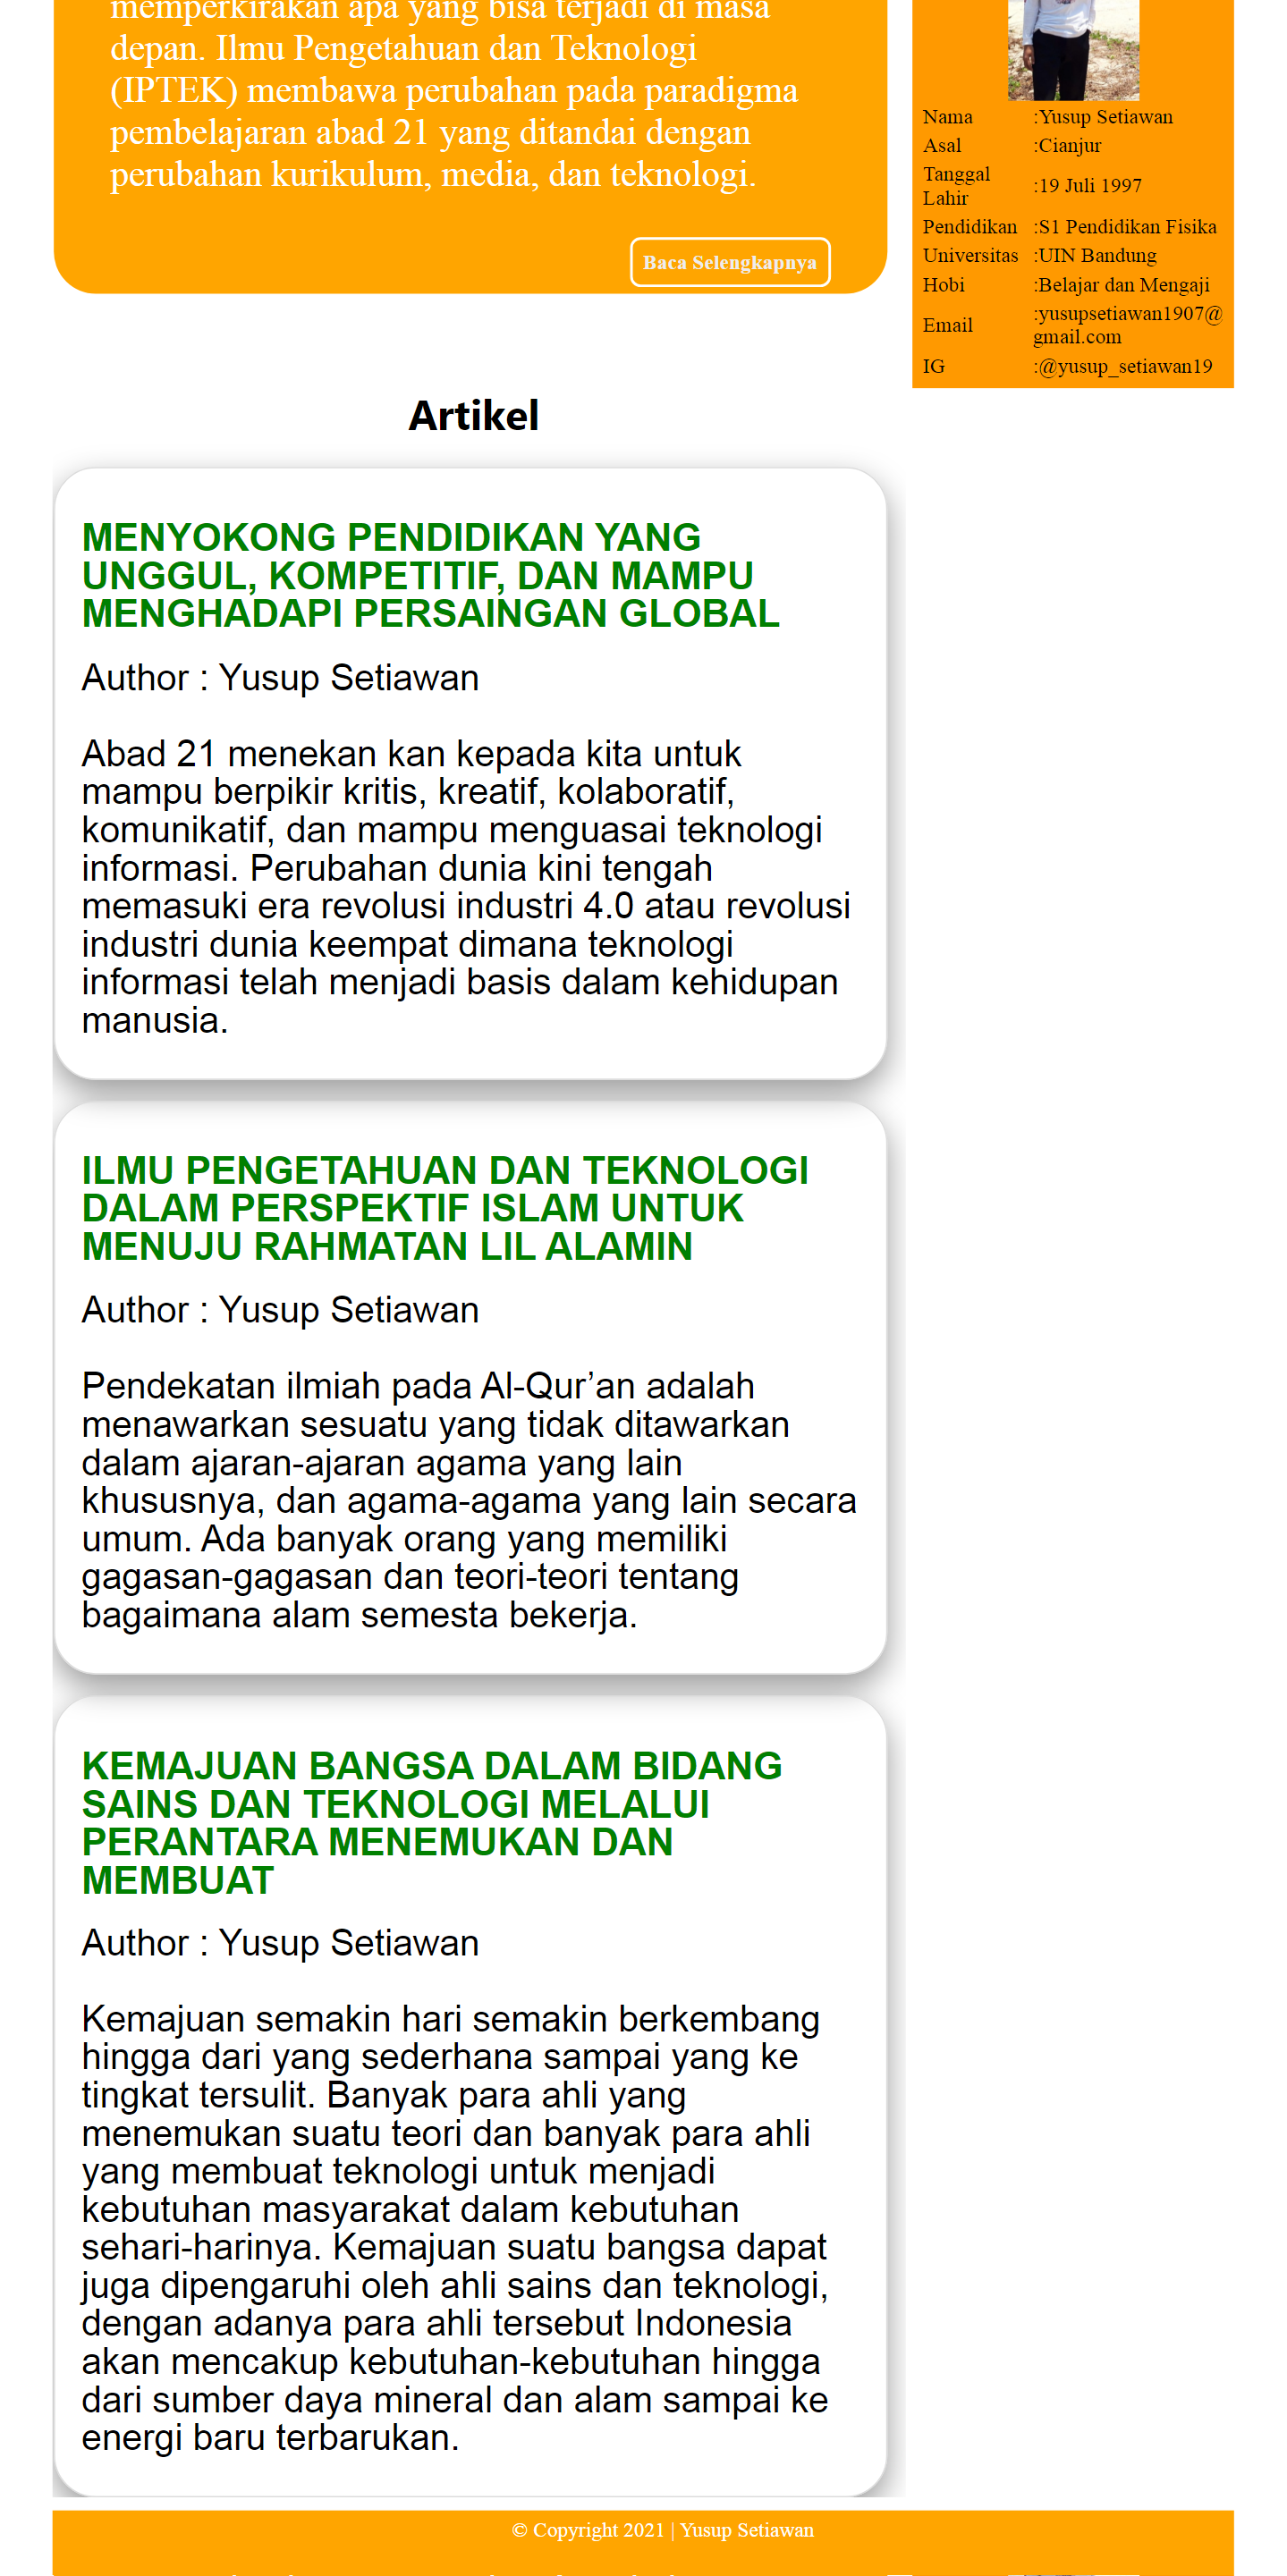 memperkirakan apa yang bisa terjadi di masa
depan. Ilmu Pengetahuan dan Teknologi
(IPTEK) membawa perubahan pada paradigma
pembelajaran abad 21 yang ditandai dengan
perubahan kurikulum, media, dan teknologi.
Baca Selengkapnya
Nama :Yusup Setiawan
Asal :Cianjur
Tanggal
Lahir :19 Juli 1997
Pendidikan :S1 Pendidikan Fisika
Universitas :UIN Bandung
Hobi :Belajar dan Mengaji
Email :yusupsetiawan1907@
gmail.com
IG :@yusup_setiawan19
Artikel
MENYOKONG PENDIDIKAN YANG
UNGGUL, KOMPETITIF, DAN MAMPU
MENGHADAPI PERSAINGAN GLOBAL
Author : Yusup Setiawan
Abad 21 menekan kan kepada kita untuk
mampu berpikir kritis, kreatif, kolaboratif,
komunikatif, dan mampu menguasai teknologi
informasi. Perubahan dunia kini tengah
memasuki era revolusi industri 4.0 atau revolusi
industri dunia keempat dimana teknologi
informasi telah menjadi basis dalam kehidupan
manusia.
ILMU PENGETAHUAN DAN TEKNOLOGI
DALAM PERSPEKTIF ISLAM UNTUK
MENUJU RAHMATAN LIL ALAMIN
Author : Yusup Setiawan
Pendekatan ilmiah pada Al-Qur’an adalah
menawarkan sesuatu yang tidak ditawarkan
dalam ajaran-ajaran agama yang lain
khususnya, dan agama-agama yang lain secara
umum. Ada banyak orang yang memiliki
gagasan-gagasan dan teori-teori tentang
bagaimana alam semesta bekerja.
KEMAJUAN BANGSA DALAM BIDANG
SAINS DAN TEKNOLOGI MELALUI
PERANTARA MENEMUKAN DAN
MEMBUAT
Author : Yusup Setiawan
Kemajuan semakin hari semakin berkembang
hingga dari yang sederhana sampai yang ke
tingkat tersulit. Banyak para ahli yang
menemukan suatu teori dan banyak para ahli
yang membuat teknologi untuk menjadi
kebutuhan masyarakat dalam kebutuhan
sehari-harinya. Kemajuan suatu bangsa dapat
juga dipengaruhi oleh ahli sains dan teknologi,
dengan adanya para ahli tersebut Indonesia
akan mencakup kebutuhan-kebutuhan hingga
dari sumber daya mineral dan alam sampai ke
energi baru terbarukan.
© Copyright 2021 | Yusup Setiawan